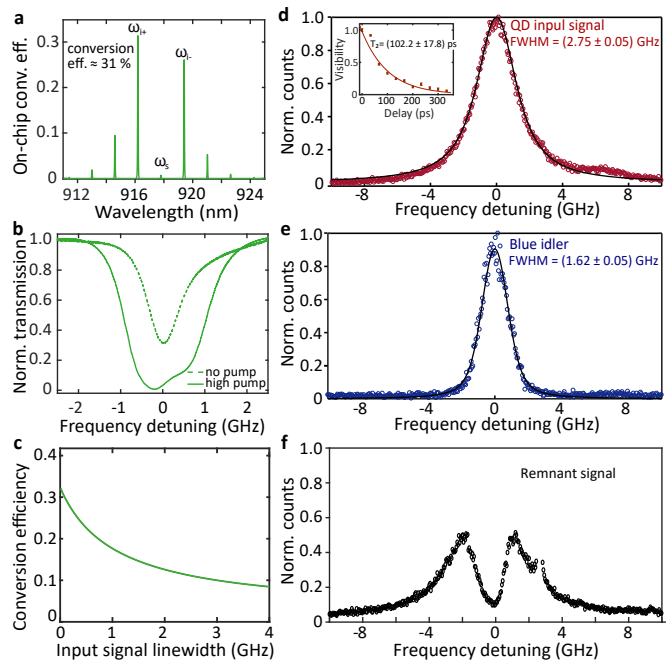 a
On-chip conv. eff.
0.3
0.2
0.1
0
conversion
eff. ≈ 31 %
ωi+
ωi-
ωs
912 916 920 924
Wavelength (nm)
b
Norm. transmission
1.0
0.8
0.6
0.4
0.2
0
no pump
high pump
-2 -1 0 1 2
Frequency detuning (GHz)
c
Conversion efficiency
0.4
0.3
0.2
0.1
0
0 1 2 3 4
Input signal linewidth (GHz)
d
Norm. counts
1.0
0.8
0.6
0.4
0.2
0
QD inpul signal
FWHM = (2.75 ± 0.05) GHz
Visibility
1.0
0.5
0
T2= (102.2 ± 17.8) ps
0 100 200 300
Delay (ps)
-8 -4 0 4 8
Frequency detuning (GHz)
e
Norm. counts
1.0
0.8
0.6
0.4
0.2
0
Blue idler
FWHM = (1.62 ± 0.05) GHz
-8 -4 0 4 8
Frequency detuning (GHz)
f
Norm. counts
1.0
0.8
0.6
0.4
0.2
0
Remnant signal
-8 -4 0 4 8
Frequency detuning (GHz)